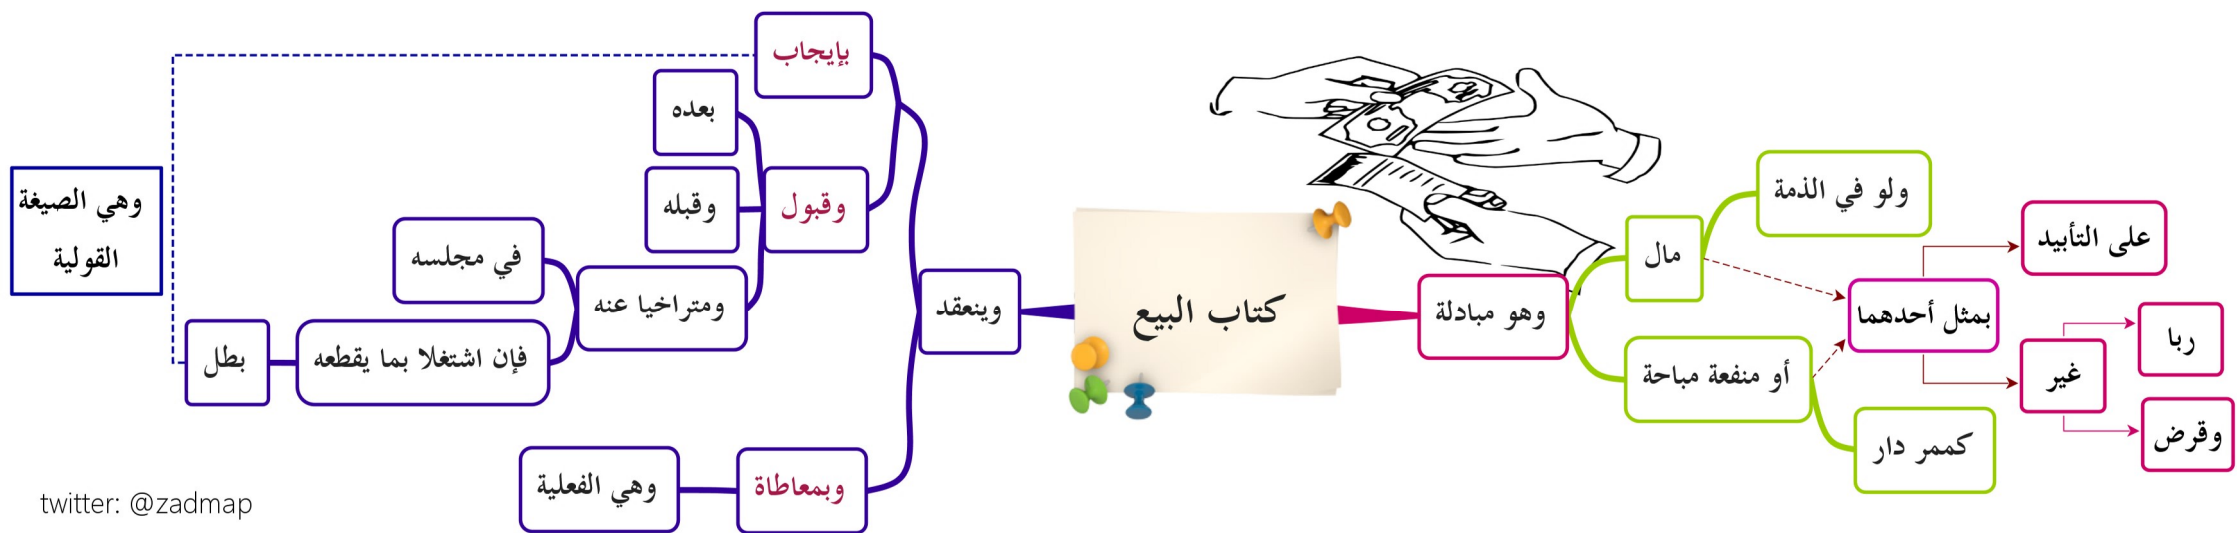 كتاب البيع
وهو مبادلة
مال
ولو في الذمة
أو منفعة مباحة
كممر دار
بمثل أحدهما
على التأبيد
غير
ربا
وقرض
وينعقد
بإيجاب
وقبول
بعده
وقبله
ومتراخيا عنه
في مجلسه
فإن اشتغلا بما يقطعه
بطل
وهي الصيغة
القولية
وبمعاطاة
وهي الفعلية
twitter: @zadmap